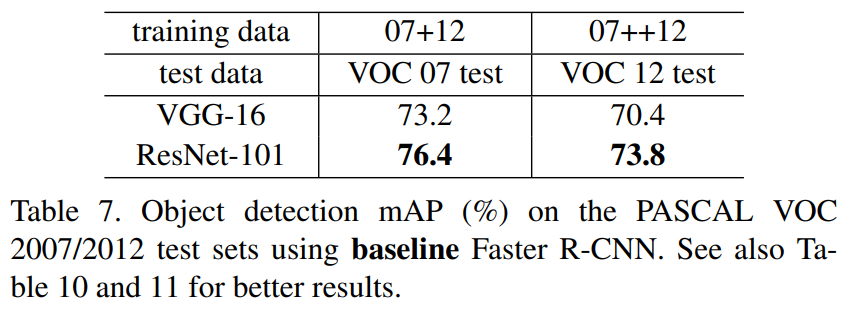 training data 07+12 07++12
test data VOC 07 test VOC 12 test
VGG-16 73.2 70.4
ResNet-101 76.4 73.8
Table 7. Object detection mAP (%) on the PASCAL VOC
2007/2012 test sets using baseline Faster R-CNN. See also Ta-
ble 10 and 11 for better results.